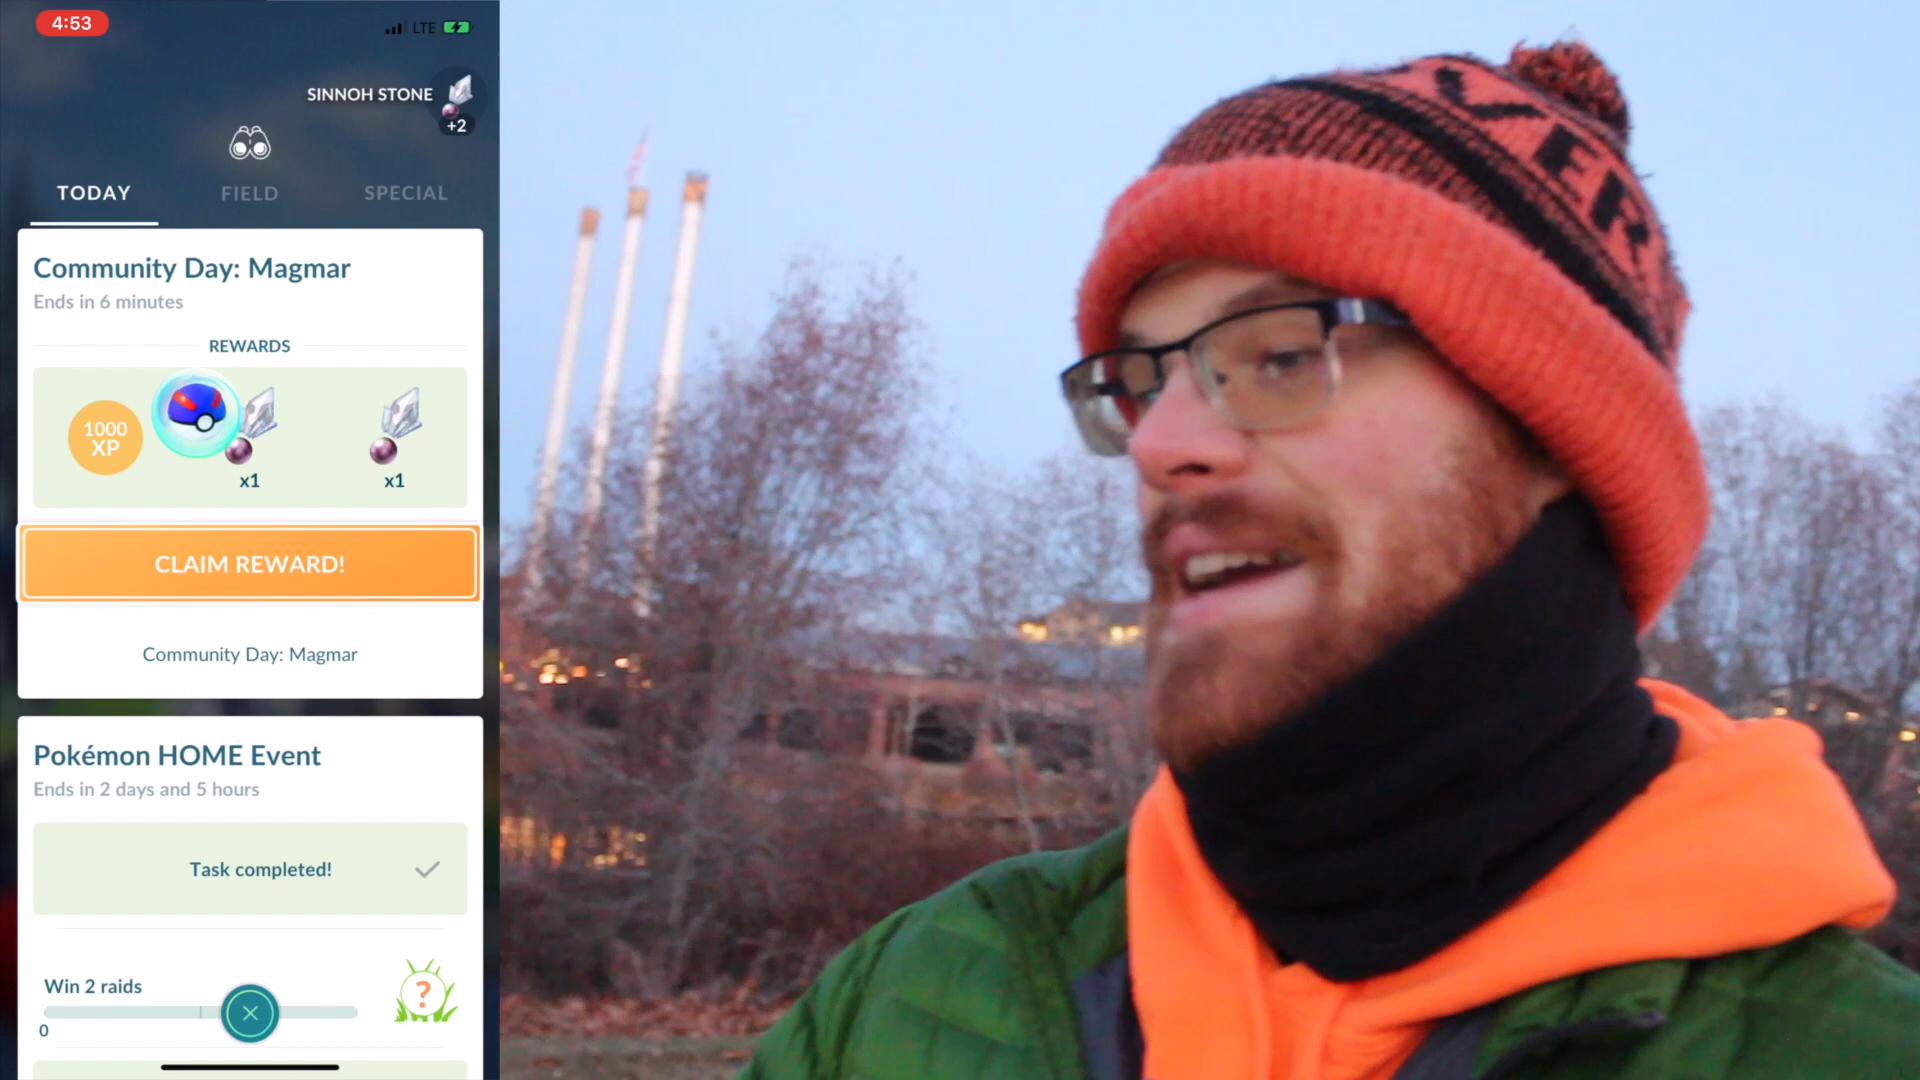 4:53
LTE
SINNOH STONE
+2
TODAY
FIELD
SPECIAL
Community Day: Magmar
Ends in 6 minutes
REWARDS
1000
XP
x1
x1
CLAIM REWARD!
Community Day: Magmar
Pokémon HOME Event
Ends in 2 days and 5 hours
Task completed!
Win 2 raids
?
0
VER